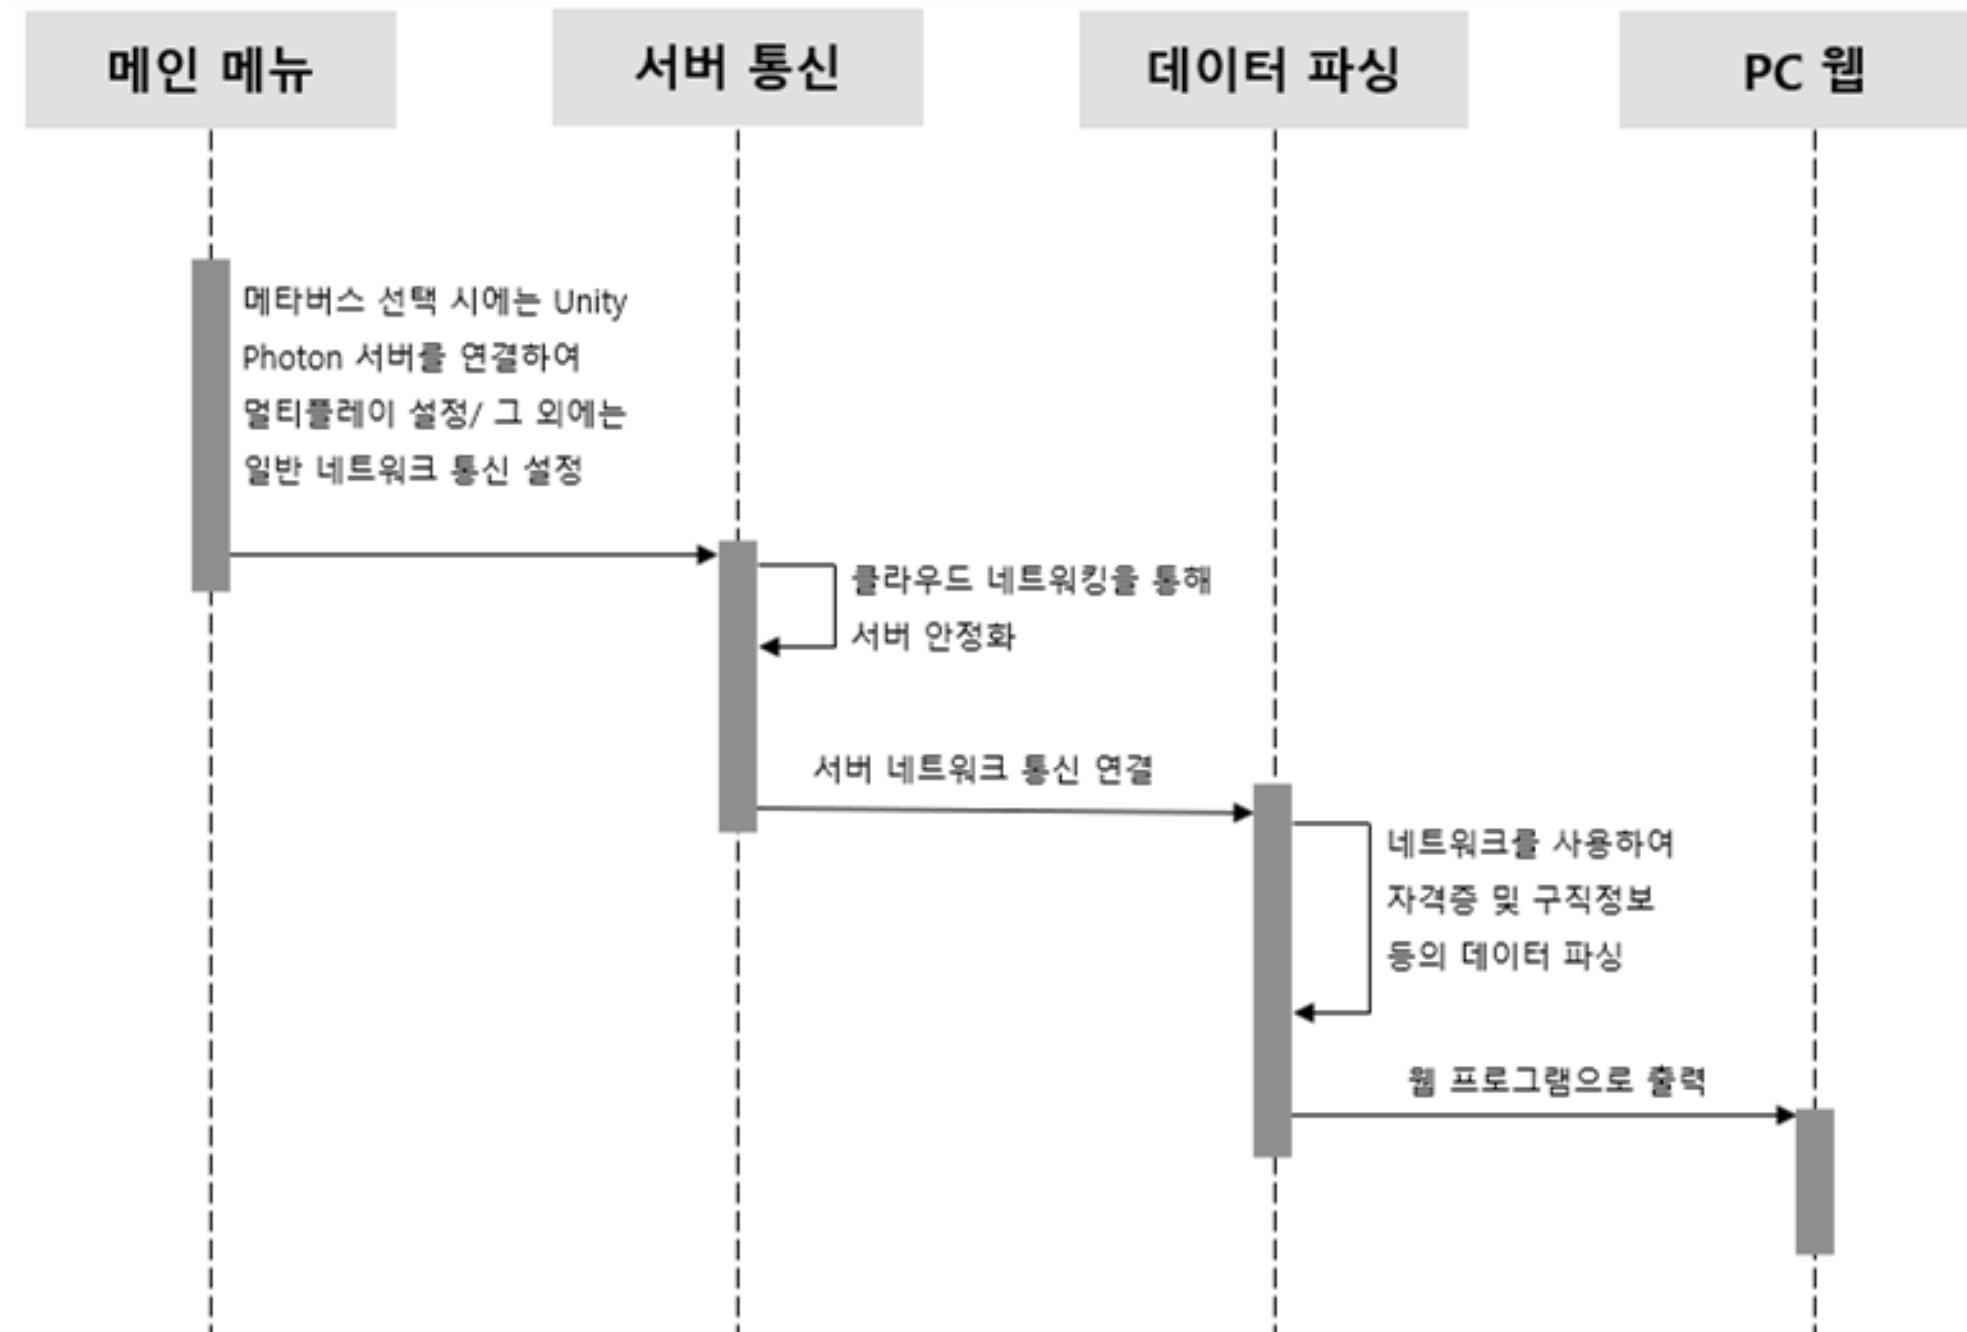 메인 메뉴
서버 통신
데이터 파싱
PC 웹
메타버스 선택 시에는 Unity
Photon 서버를 연결하여
멀티플레이 설정/ 그 외에는
일반 네트워크 통신 설정
클라우드 네트워킹을 통해
서버 안정화
서버 네트워크 통신 연결
네트워크를 사용하여
자격증 및 구직정보
등의 데이터 파싱
웹 프로그램으로 출력